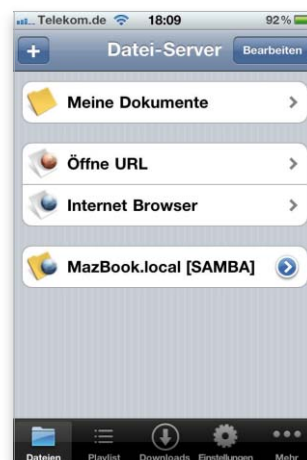 Telekom.de 18:09 92%
+ Datei-Server Bearbeiten
Meine Dokumente
Öffne URL
Internet Browser
MazBook.local [SAMBA]
Dateien Playlist Downloads Einstellungen Mehr